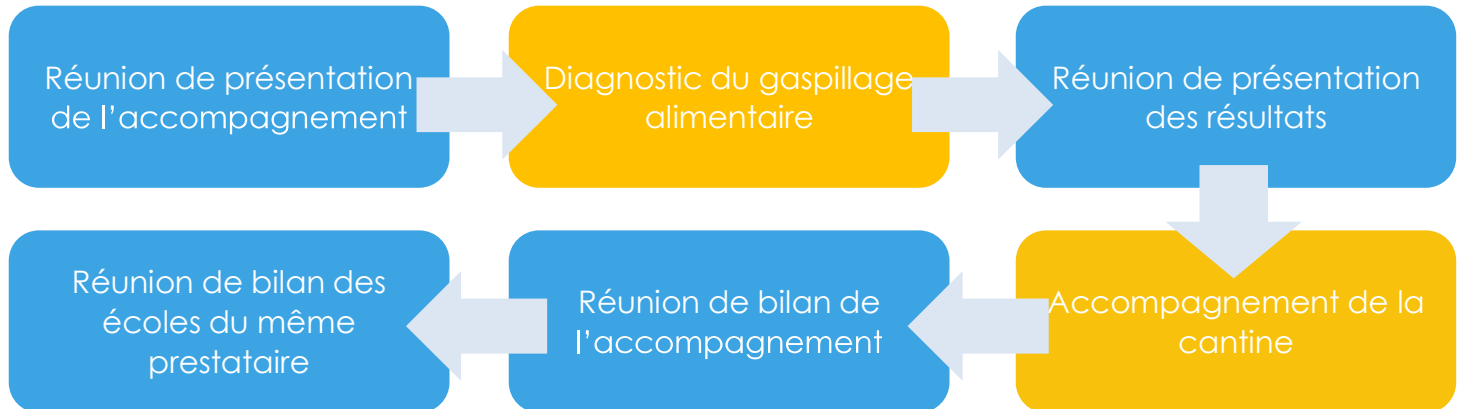 Réunion de présentation
de l’accompagnement
Diagnostic du gaspillage
alimentaire
Réunion de présentation
des résultats
Accompagnement de la
cantine
Réunion de bilan de
l’accompagnement
Réunion de bilan des
écoles du même
prestataire